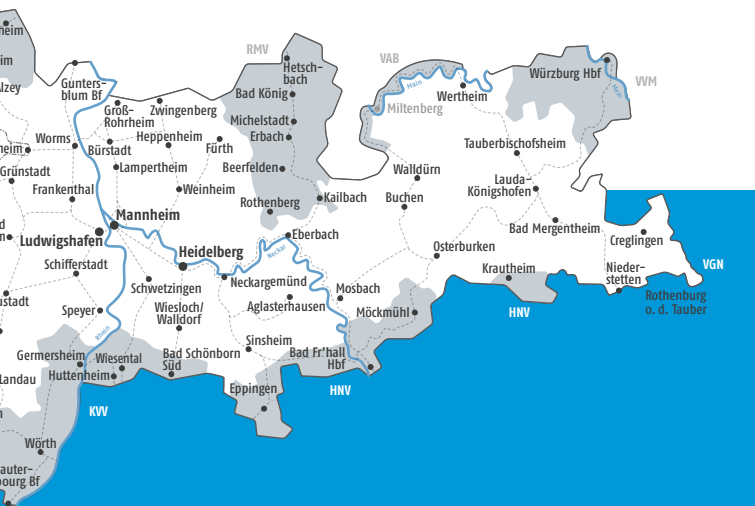 heim
im
Alzey
heim
Grünstadt
d
ustadt
Landau
n
auter-
bourg Bf
Wörth
Gunters-
blum Bf
Groß-
Rohrheim
Zwingenberg
Worms
Bürstadt
Heppenheim
Fürth
Lampertheim
Frankenthal
Weinheim
Mannheim
Ludwigshafen
Heidelberg
Schifferstadt
Schwetzingen
Speyer
Wiesloch/
Walldorf
Rhein
Germersheim
Wiesental
Huttenheim
Bad Schönborn
Süd
KVV
RMV
Hetsch-
bach
Bad König
Michelstadt
Erbach
Beerfelden
Rothenberg
Kailbach
Eberbach
Neckar
Neckargemünd
Aglasterhausen
Mosbach
Möckmühl
Sinsheim
Bad Fr'hall
Hbf
Eppingen
HNV
VAB
Main
Miltenberg
Wertheim
Würzburg Hbf
Main
VVM
Tauberbischofsheim
Walldürn
Buchen
Lauda-
Königshofen
Bad Mergentheim
Osterburken
Krautheim
HNV
Creglingen
Nieder-
stetten
VGN
Rothenburg
o. d. Tauber